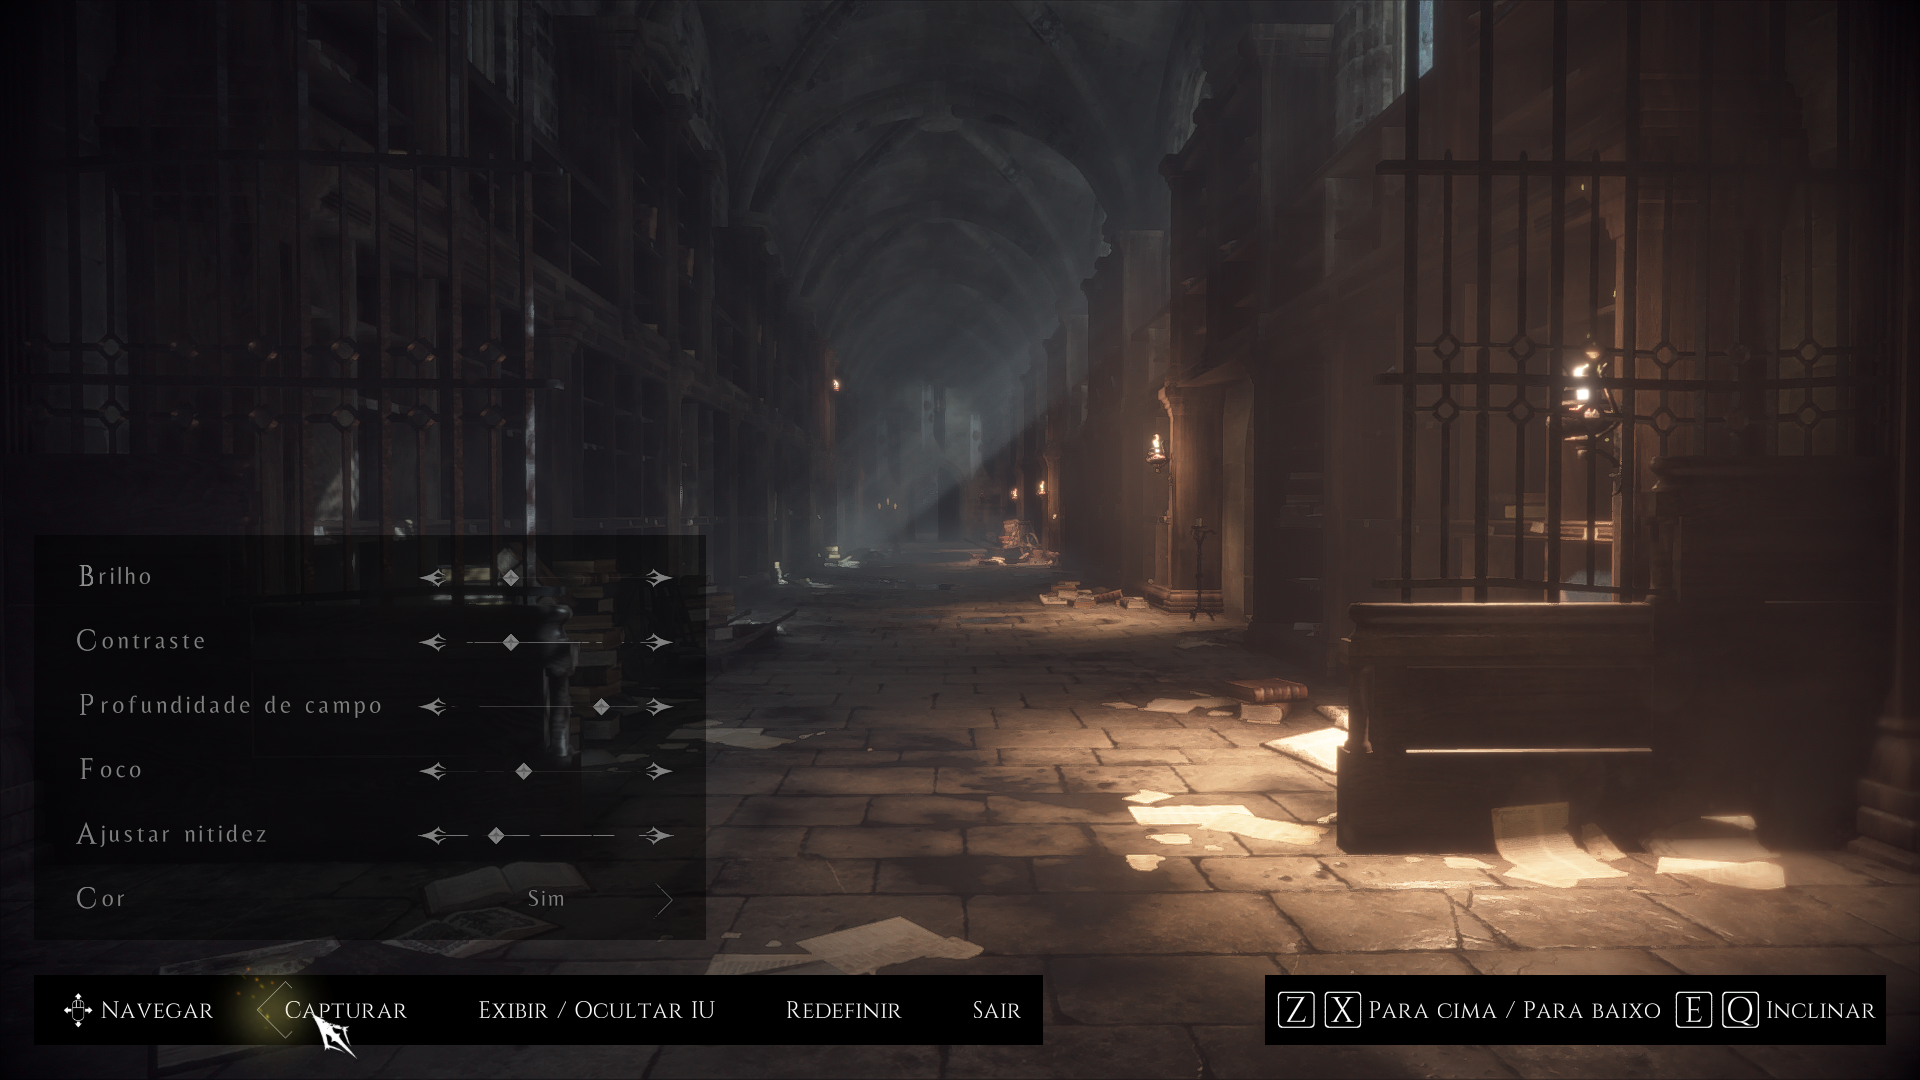 Brilho
Contraste
Profundidade de campo
Foco
Ajustar nitidez
Cor Sim
Navegar Capturar Exibir / Ocultar IU Redefinir Sair
Z X Para cima / Para baixo E Q Inclinar